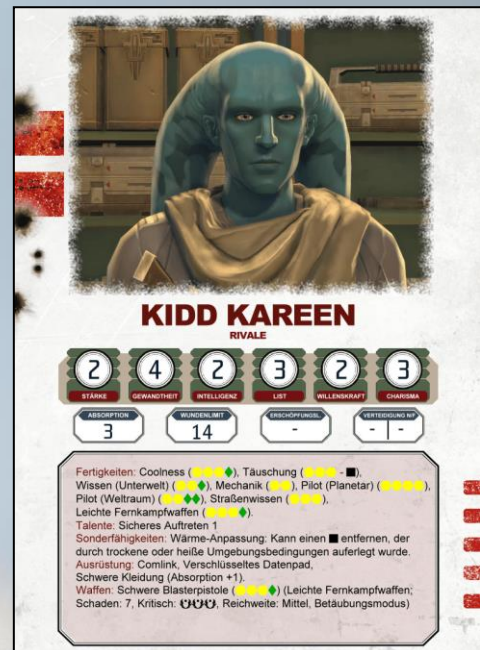 KIDD KAREEN
RIVALE
2 4 2 3 2 3
STÄRKE GEWANDTHEIT INTELLIGENZ LIST WILLENSKRAFT CHARISMA
ABSORPTION WUNDENLIMIT ERSCHÖPFUNGSL. VERTEIDIGUNG N/F
3 14 - - | -
Fertigkeiten: Coolness (●●●◆), Täuschung (●●● - ■),
Wissen (Unterwelt) (●●◆), Mechanik (●●), Pilot (Planetar) (●●●●),
Pilot (Weltraum) (●●◆◆), Straßenwissen (●●●),
Leichte Fernkampfwaffen (●●●◆).
Talente: Sicheres Auftreten 1
Sonderfähigkeiten: Wärme-Anpassung: Kann einen ■ entfernen, der
durch trockene oder heiße Umgebungsbedingungen auferlegt wurde.
Ausrüstung: Comlink, Verschlüsseltes Datenpad,
Schwere Kleidung (Absorption +1).
Waffen: Schwere Blasterpistole (●●●◆) (Leichte Fernkampfwaffen;
Schaden: 7, Kritisch: , Reichweite: Mittel, Betäubungsmodus)